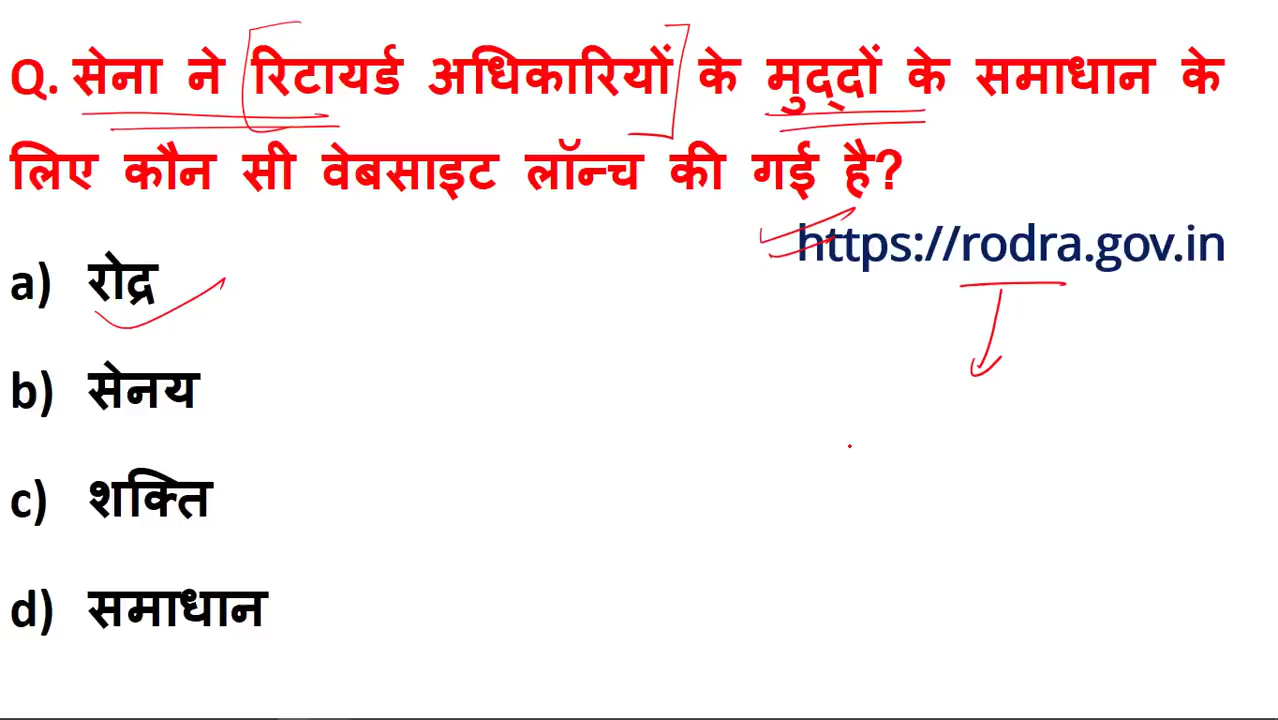 Q. सेना ने रिटायर्ड अधिकारियों के मुद्दों के समाधान के
लिए कौन सी वेबसाइट लॉन्च की गई है?
https://rodra.gov.in
a) रोद्र
b) सेनय
c) शक्ति
d) समाधान